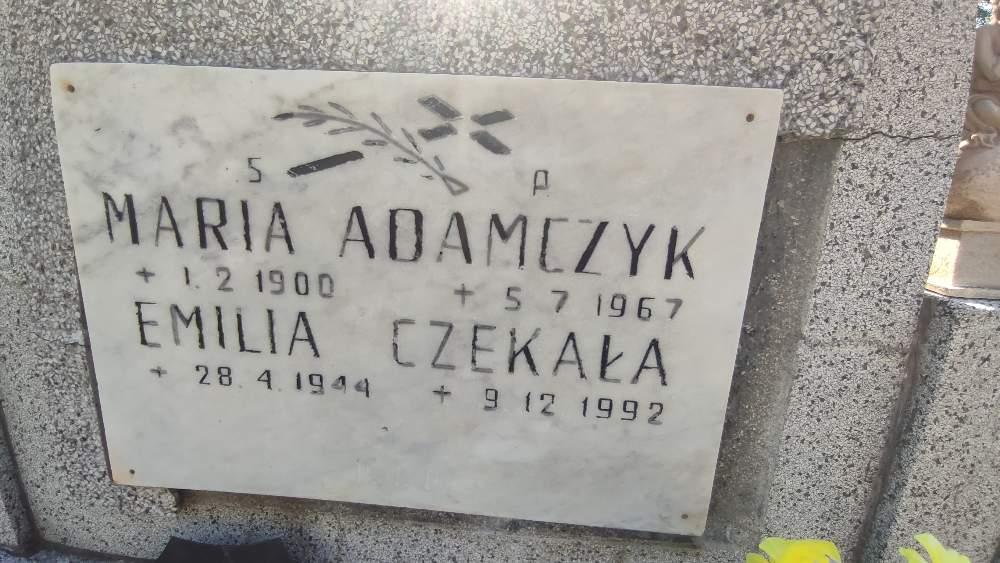 S P
MARIA ADAMCZYK
+ 1. 2 1900 + 5 7 1967
EMILIA CZEKAŁA
+ 28. 4. 1944 + 9 12 1992